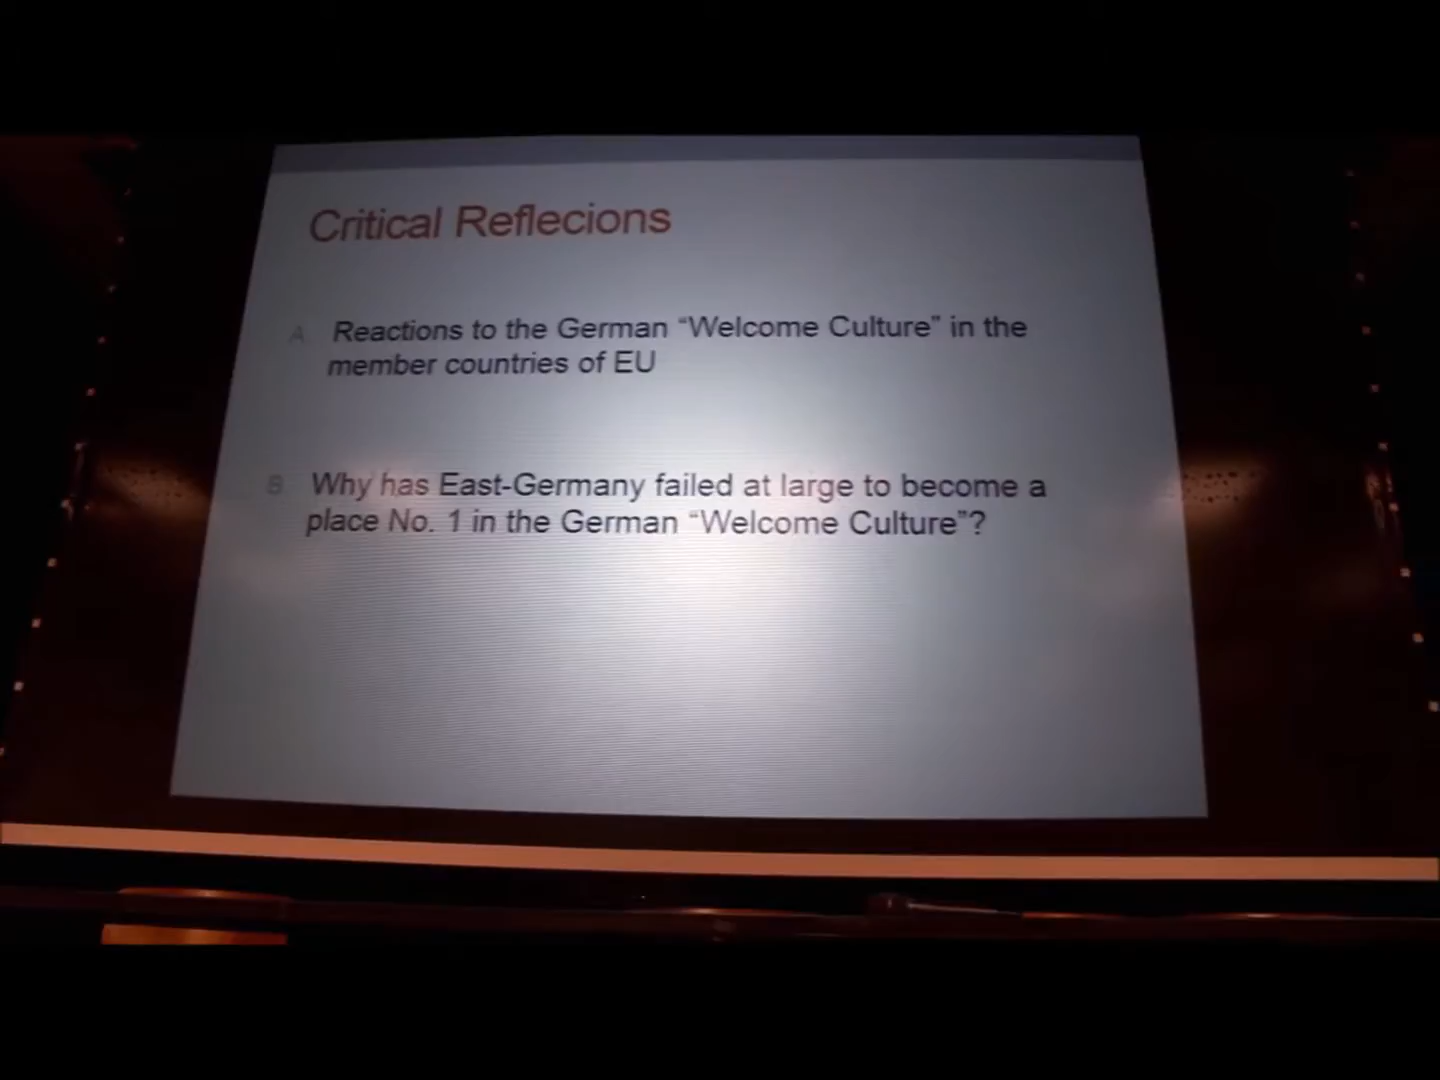 Critical Reflecions
A. Reactions to the German “Welcome Culture” in the
member countries of EU
B. Why has East-Germany failed at large to become a
place No. 1 in the German “Welcome Culture”?